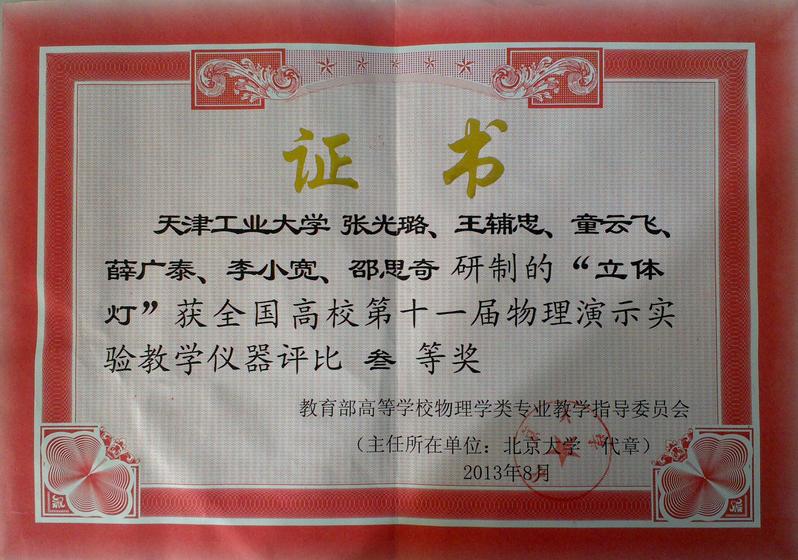 证 书
天津工业大学 张光璐、王辅忠、童云飞、
薛广泰、李小宽、邵思奇 研制的 “立体
灯”获全国高校第十一届物理演示实
验教学仪器评比 叁 等奖
教育部高等学校物理学类专业教学指导委员会
（主任所在单位：北京大学 代章）
2013年8月